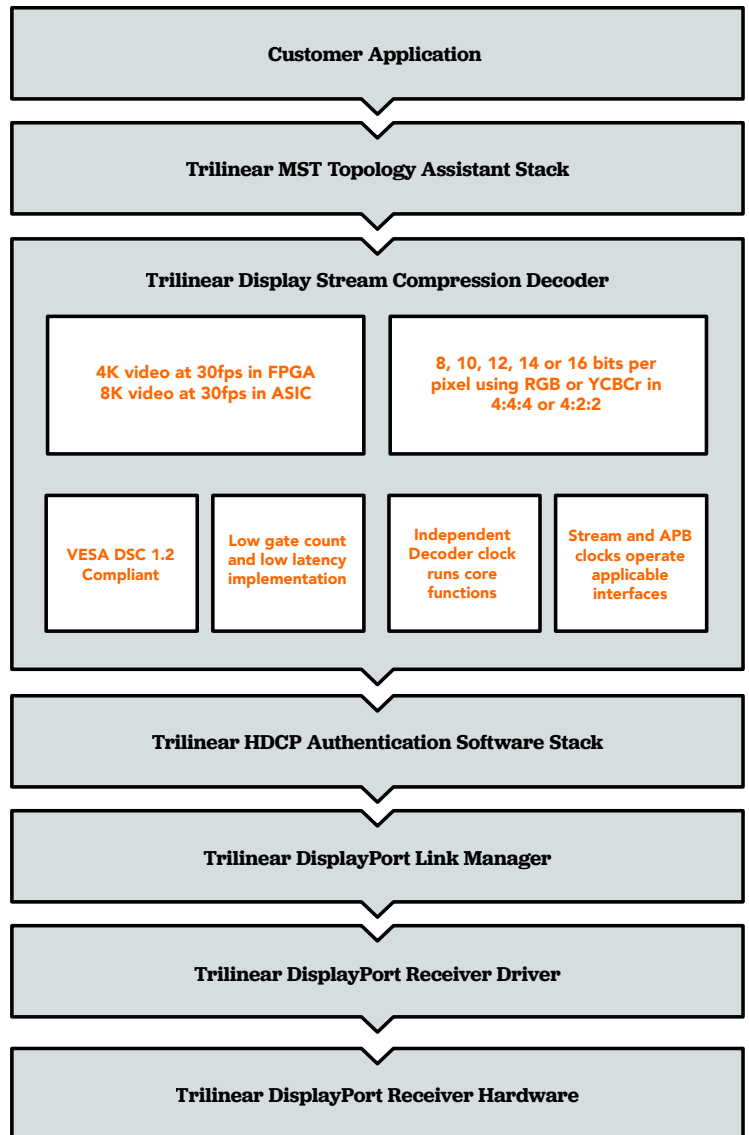 Customer Application
Trilinear MST Topology Assistant Stack
Trilinear Display Stream Compression Decoder
4K video at 30fps in FPGA
8K video at 30fps in ASIC
8, 10, 12, 14 or 16 bits per
pixel using RGB or YCBCr in
4:4:4 or 4:2:2
VESA DSC 1.2
Compliant
Low gate count
and low latency
implementation
Independent
Decoder clock
runs core
functions
Stream and APB
clocks operate
applicable
interfaces
Trilinear HDCP Authentication Software Stack
Trilinear DisplayPort Link Manager
Trilinear DisplayPort Receiver Driver
Trilinear DisplayPort Receiver Hardware